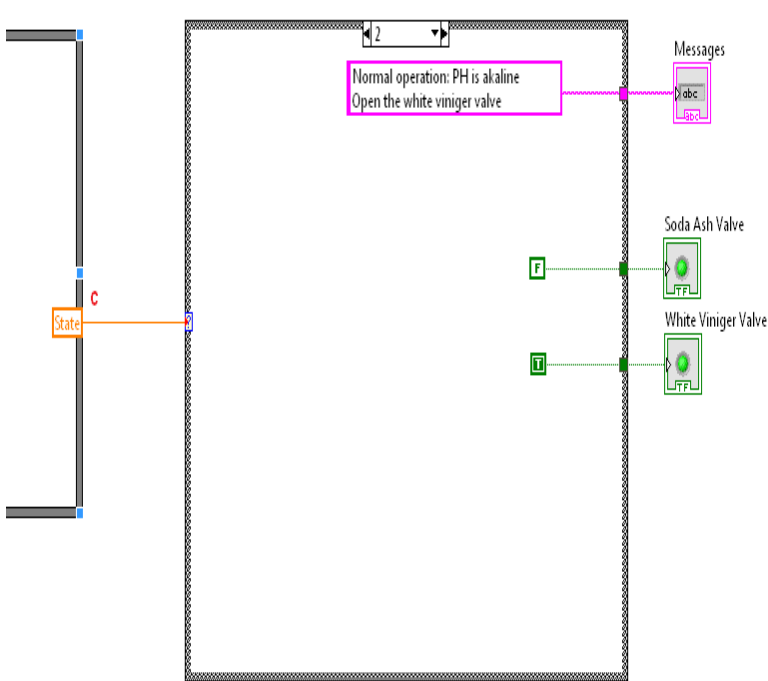 2
Normal operation: PH is akaline
Open the white viniger valve
Messages
abc
abc
Soda Ash Valve
F
TF
C
State
?
White Viniger Valve
T
TF